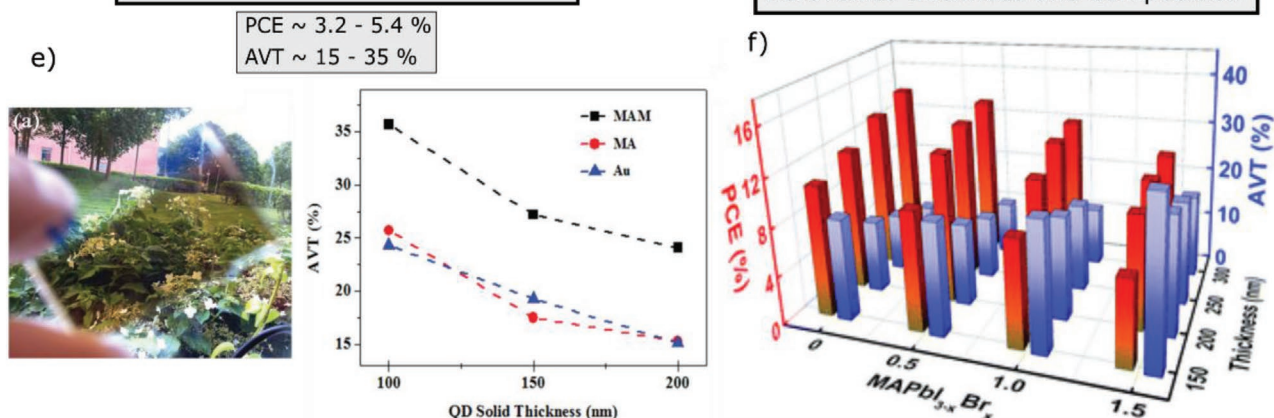 PCE ~ 3.2 - 5.4 %
AVT ~ 15 - 35 %
e)
(a)
35
30
25
20
15
AVT (%)
MAM
MA
Au
100
150
200
QD Solid Thickness (nm)
f)
16
12
8
4
0
PCE (%)
40
30
20
10
0
AVT (%)
0
0.5
1.0
1.5
MAPbI3-x Brx
150
200
250
300
Thickness (nm)